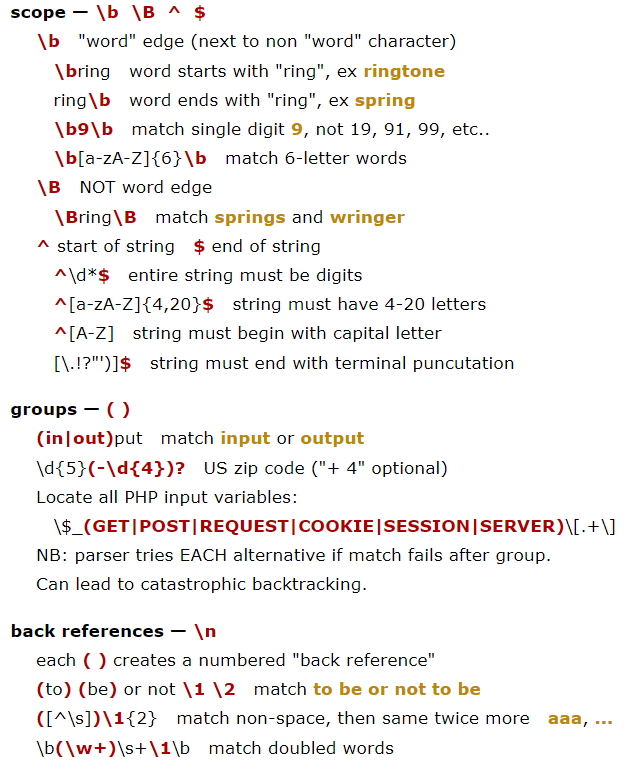 scope — \b \B ^ $
\b "word" edge (next to non "word" character)
\bring word starts with "ring", ex ringtone
ring\b word ends with "ring", ex spring
\b9\b match single digit 9, not 19, 91, 99, etc..
\b[a-zA-Z]{6}\b match 6-letter words
\B NOT word edge
\Bring\B match springs and wringer
^ start of string $ end of string
^\d*$ entire string must be digits
^[a-zA-Z]{4,20}$ string must have 4-20 letters
^[A-Z] string must begin with capital letter
[\.!?"')]$ string must end with terminal puncutation
groups — ( )
(in|out)put match input or output
\d{5}(-\d{4})? US zip code ("+ 4" optional)
Locate all PHP input variables:
\$_(GET|POST|REQUEST|COOKIE|SESSION|SERVER)\[.+\]
NB: parser tries EACH alternative if match fails after group.
Can lead to catastrophic backtracking.
back references — \n
each ( ) creates a numbered "back reference"
(to) (be) or not \1 \2 match to be or not to be
([^\s])\1{2} match non-space, then same twice more aaa, ...
\b(\w+)\s+\1\b match doubled words